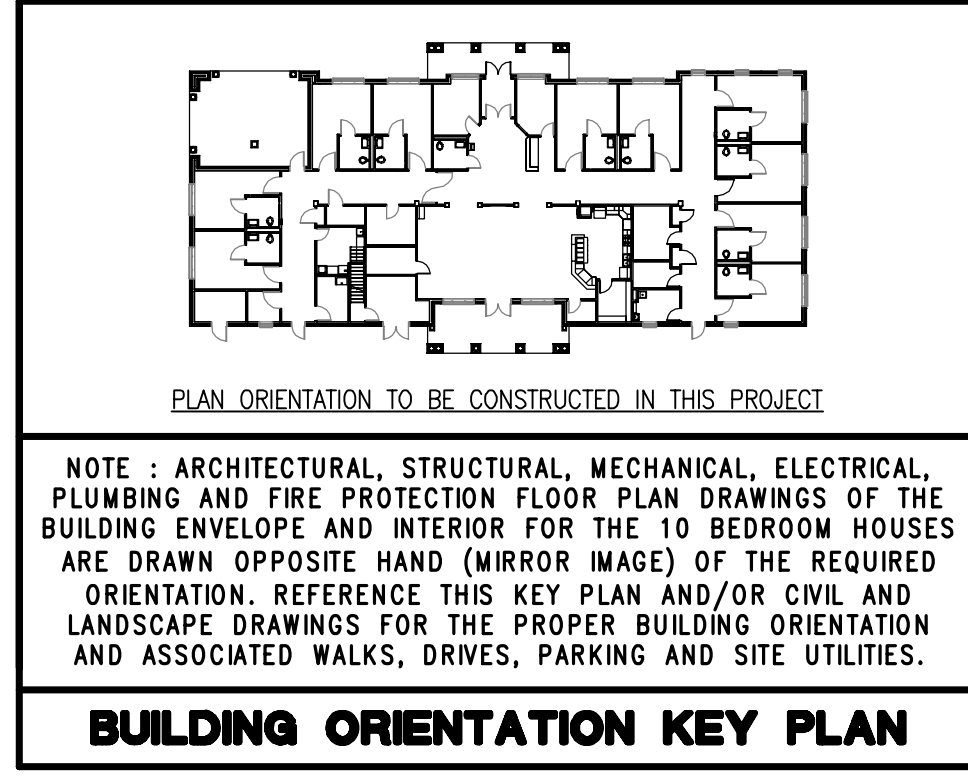 PLAN ORIENTATION TO BE CONSTRUCTED IN THIS PROJECT
NOTE : ARCHITECTURAL, STRUCTURAL, MECHANICAL, ELECTRICAL,
PLUMBING AND FIRE PROTECTION FLOOR PLAN DRAWINGS OF THE
BUILDING ENVELOPE AND INTERIOR FOR THE 10 BEDROOM HOUSES
ARE DRAWN OPPOSITE HAND (MIRROR IMAGE) OF THE REQUIRED
ORIENTATION. REFERENCE THIS KEY PLAN AND/OR CIVIL AND
LANDSCAPE DRAWINGS FOR THE PROPER BUILDING ORIENTATION
AND ASSOCIATED WALKS, DRIVES, PARKING AND SITE UTILITIES.
BUILDING ORIENTATION KEY PLAN